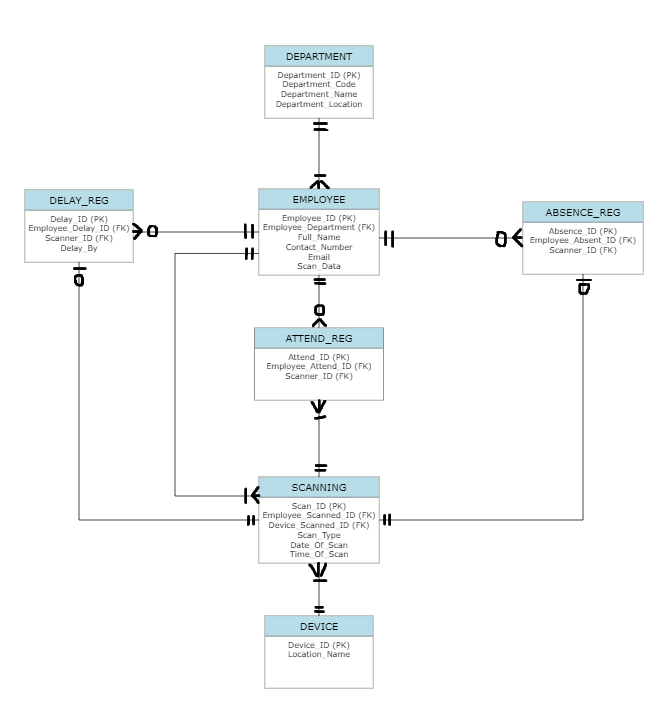 DEPARTMENT
Department_ID (PK)
Department_Code
Department_Name
Department_Location
DELAY_REG
Delay_ID (PK)
Employee_Delay_ID (FK)
Scanner_ID (FK)
Delay_By
EMPLOYEE
Employee_ID (PK)
Employee_Department (FK)
Full_Name
Contact_Number
Email
Scan_Data
ABSENCE_REG
Absence_ID (PK)
Employee_Absent_ID (FK)
Scanner_ID (FK)
ATTEND_REG
Attend_ID (PK)
Employee_Attend_ID (FK)
Scanner_ID (FK)
SCANNING
Scan_ID (PK)
Employee_Scanned_ID (FK)
Device_Scanned_ID (FK)
Scan_Type
Date_Of_Scan
Time_Of_Scan
DEVICE
Device_ID (PK)
Location_Name